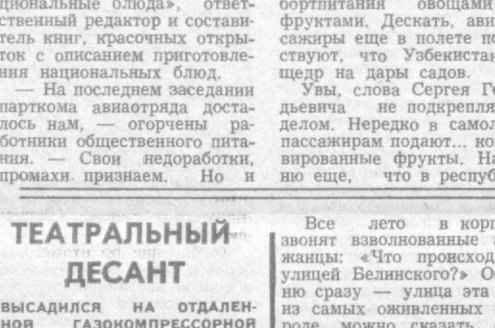 циональные блюда», ответ-
ственный редактор и состави-
тель книг, красочных откры-
ток с описанием приготовле-
ния национальных блюд.
— На последнем заседании
парткома авиаотряда доста-
лось нам, — огорчены ра-
ботники общественного пита-
ния. — Свои недоработки,
промахи признаем. Но и
бортпитания овощами
фруктами. Дескать, ави
сажиры еще в полете по
ствуют, что Узбекистан
щедр на дары садов.
Увы, слова Сергея Ге
дьевича не подкрепля
делом. Нередко в самол
пассажирам подают... ко
вированные фрукты. На
ню еще, что в респуб
ТЕАТРАЛЬНЫЙ
ДЕСАНТ
ВЫСАДИЛСЯ НА ОТДАЛЕН-
НОЙ ГАЗОКОМПРЕССОРНОЙ
Все лето в корп
звонят взволнованные
жанцы: «Что происход
улицей Белинского?» О
ню сразу — улица эта
из самых оживленных
роде, можно сказать,